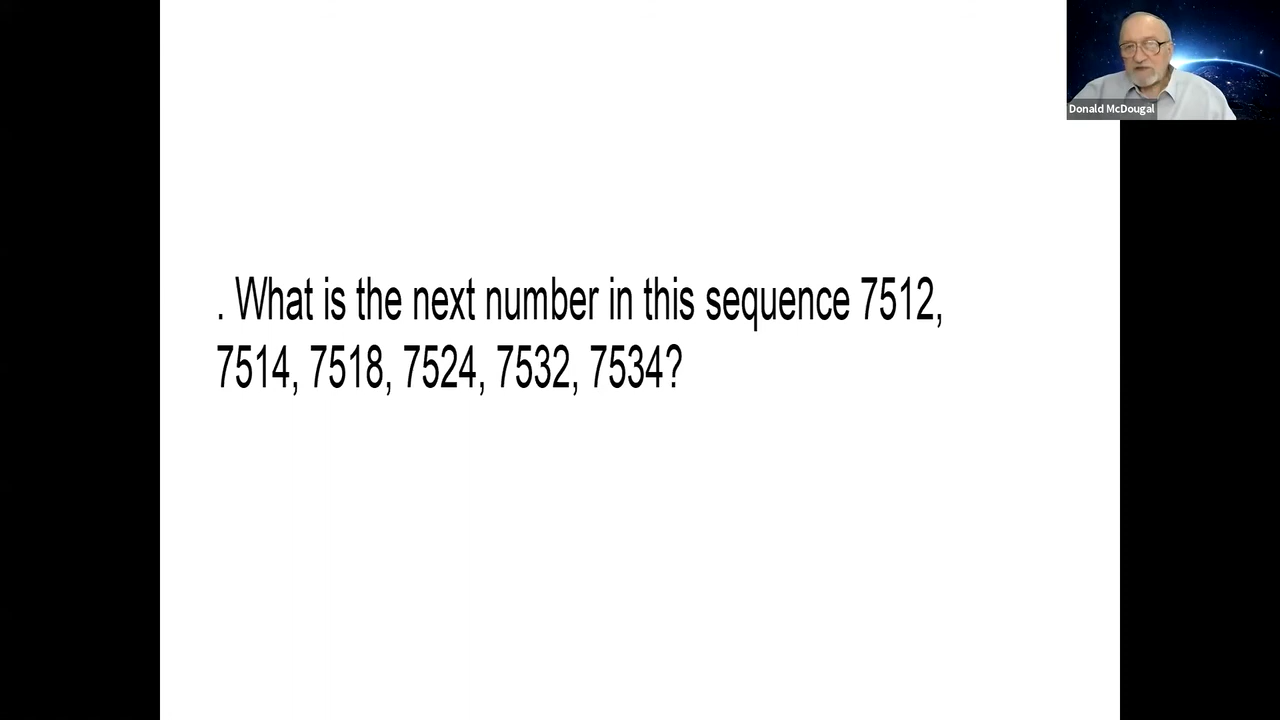 Donald McDougal
. What is the next number in this sequence 7512,
7514, 7518, 7524, 7532, 7534?